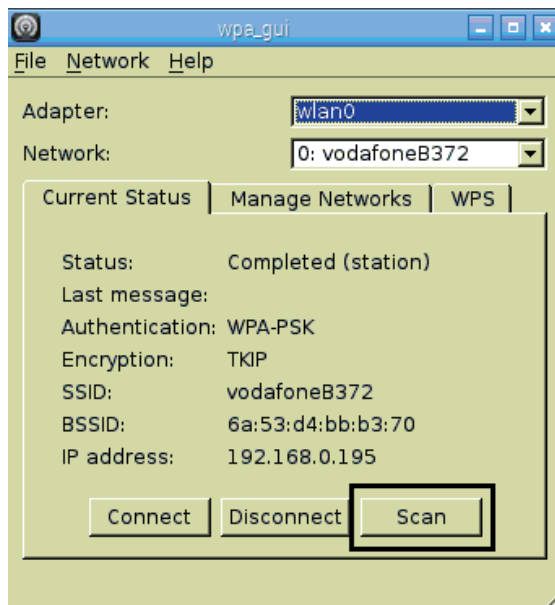 wpa_gui
File Network Help
Adapter: wlan0
Network: 0: vodafoneB372
Current Status Manage Networks WPS
Status: Completed (station)
Last message:
Authentication: WPA-PSK
Encryption: TKIP
SSID: vodafoneB372
BSSID: 6a:53:d4:bb:b3:70
IP address: 192.168.0.195
Connect Disconnect Scan